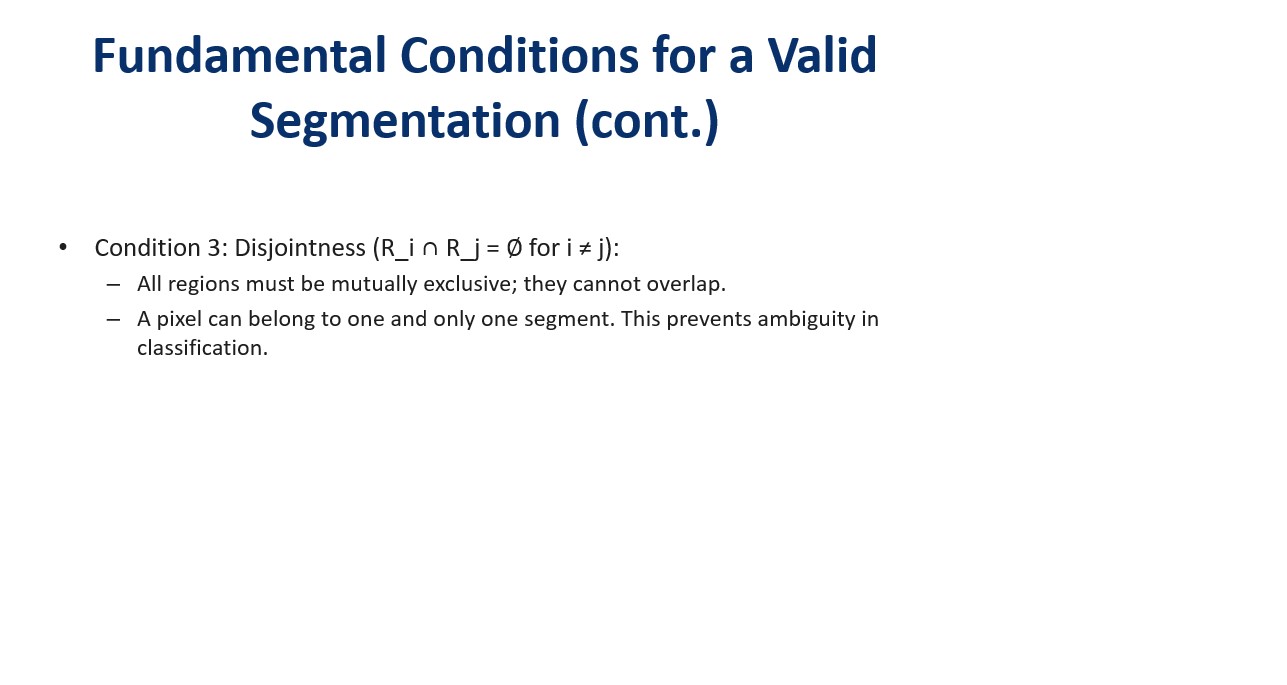 Fundamental Conditions for a Valid
Segmentation (cont.)
• Condition 3: Disjointness (R_i ∩ R_j = Ø for i ≠ j):
– All regions must be mutually exclusive; they cannot overlap.
– A pixel can belong to one and only one segment. This prevents ambiguity in
classification.